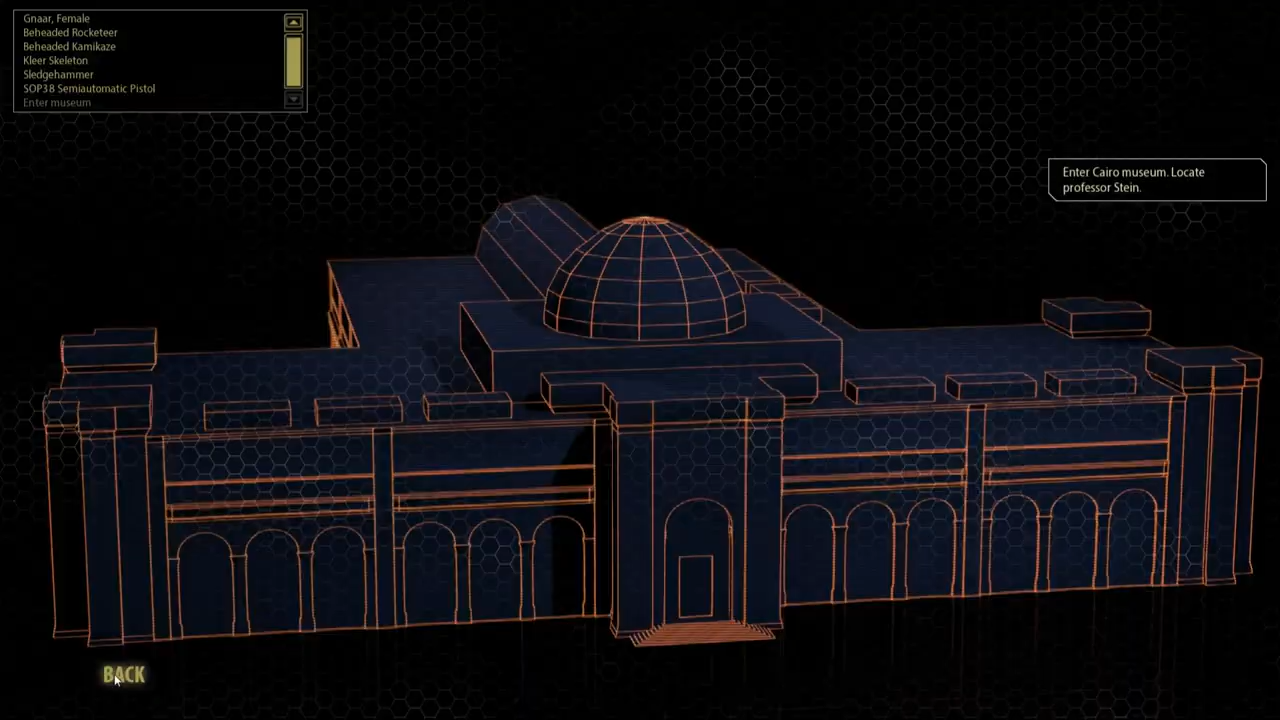 Gnaar, Female
Beheaded Rocketeer
Beheaded Kamikaze
Kleer Skeleton
Sledgehammer
SOP38 Semiautomatic Pistol
Enter museum
Enter Cairo museum. Locate
professor Stein.
BACK